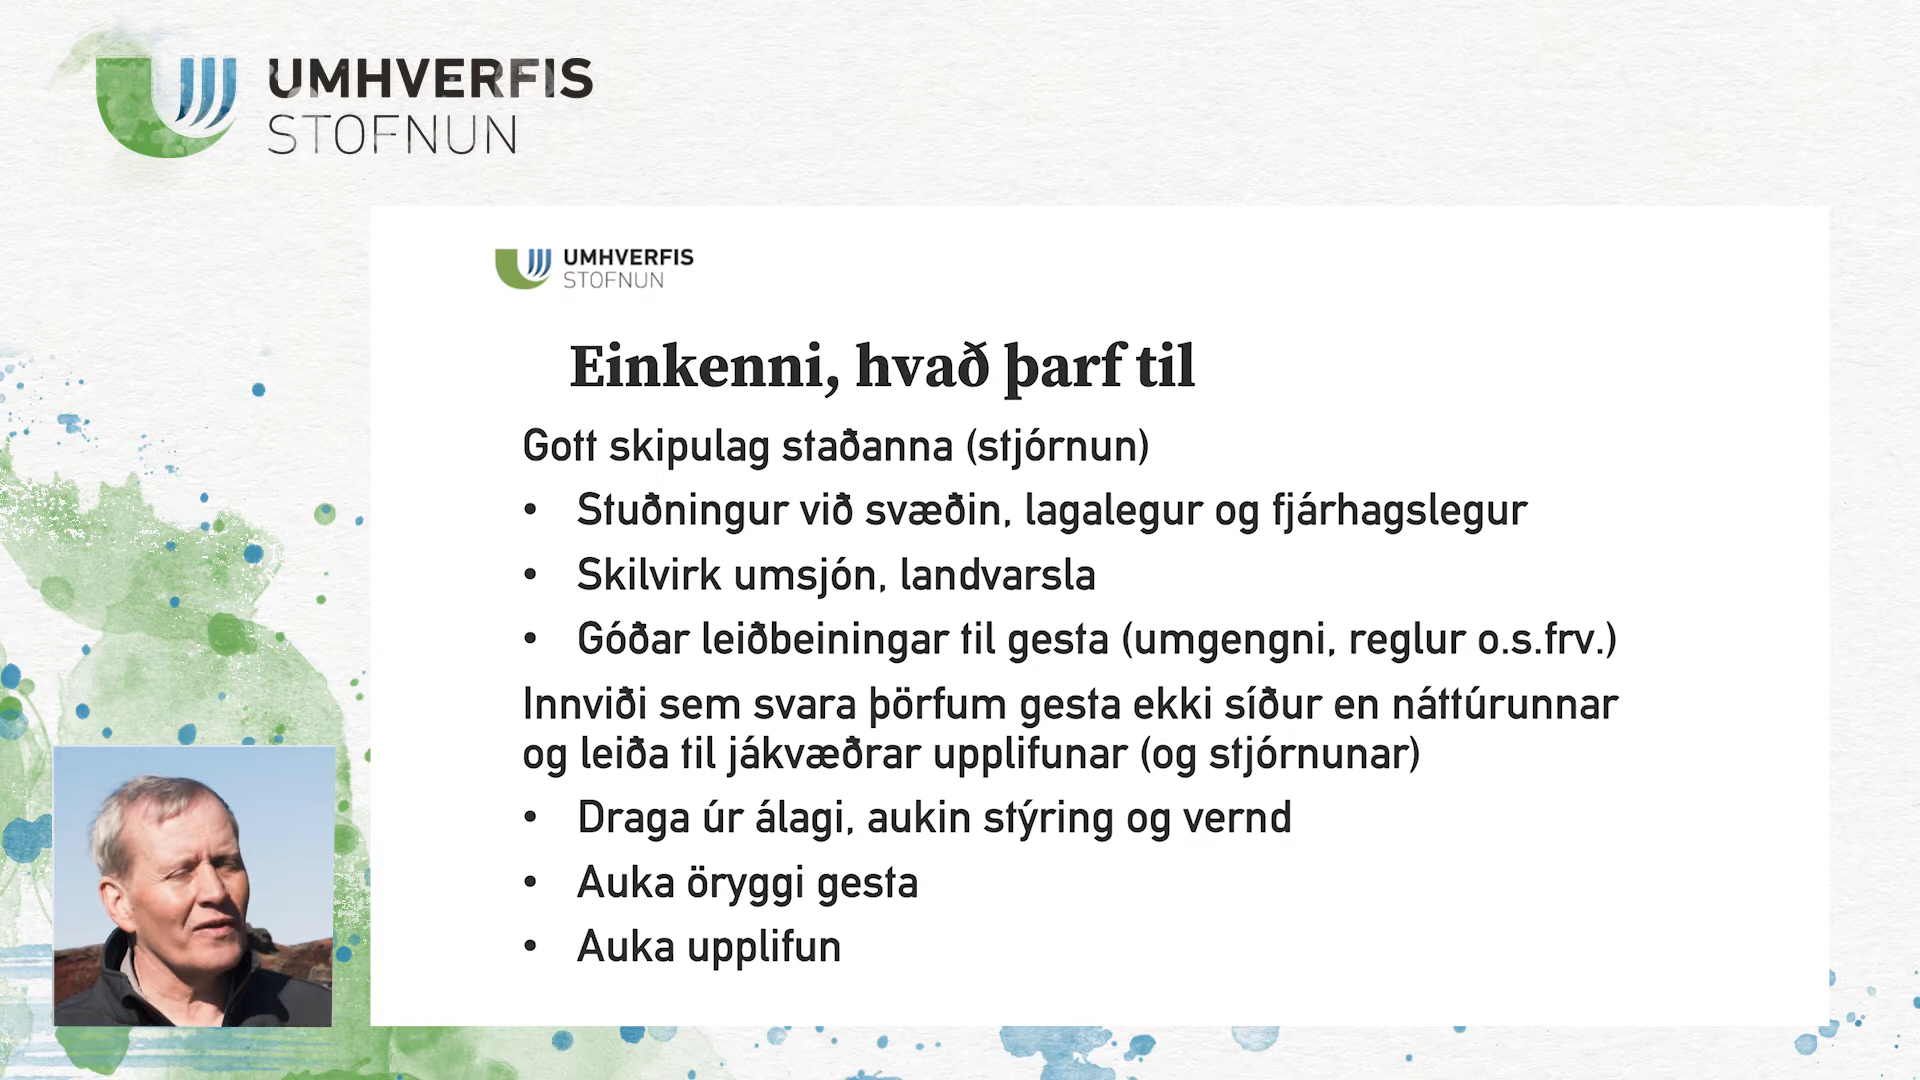 UMHVERFIS
STOFNUN
UMHVERFIS
STOFNUN
Einkenni, hvað þarf til
Gott skipulag staðanna (stjórnun)
• Stuðningur við svæðin, lagalegur og fjárhagslegur
• Skilvirk umsjón, landvarsla
• Góðar leiðbeiningar til gesta (umgengni, reglur o.s.frv.)
Innviði sem svara þörfum gesta ekki síður en náttúrunnar
og leiða til jákvæðrar upplifunar (og stjórnunar)
• Draga úr álagi, aukin stýring og vernd
• Auka öryggi gesta
• Auka upplifun